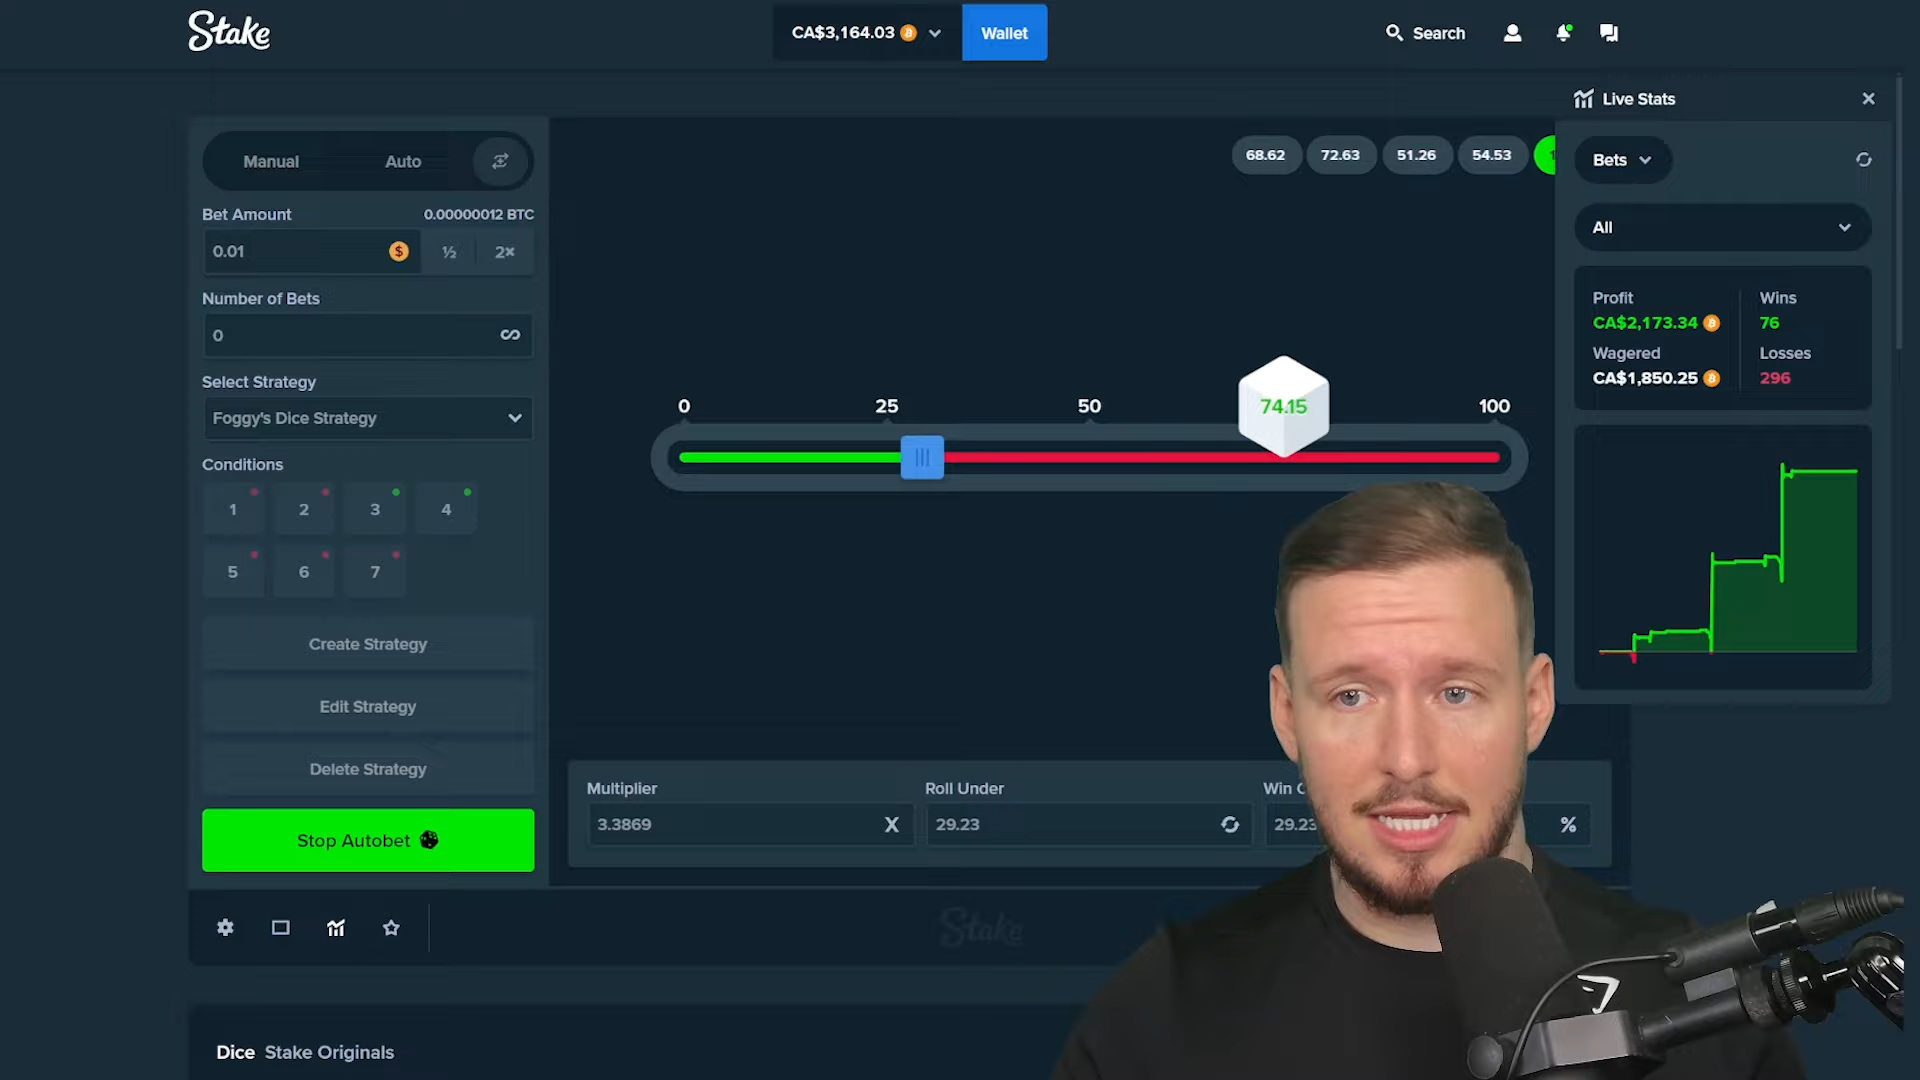 Stake
CA$3,164.03
Wallet
Search
Live Stats
Manual
Auto
68.62
72.63
51.26
54.53
Bets
Bet Amount
0.00000012 BTC
0.01
½
2×
All
Number of Bets
0
Profit
CA$2,173.34
Wins
76
Wagered
CA$1,850.25
Losses
296
Select Strategy
Foggy's Dice Strategy
0
25
50
74.15
100
Conditions
1
2
3
4
5
6
7
Create Strategy
Edit Strategy
Delete Strategy
Stop Autobet
Multiplier
3.3869
X
Roll Under
29.23
Win
29.23
%
Stake
Dice Stake Originals